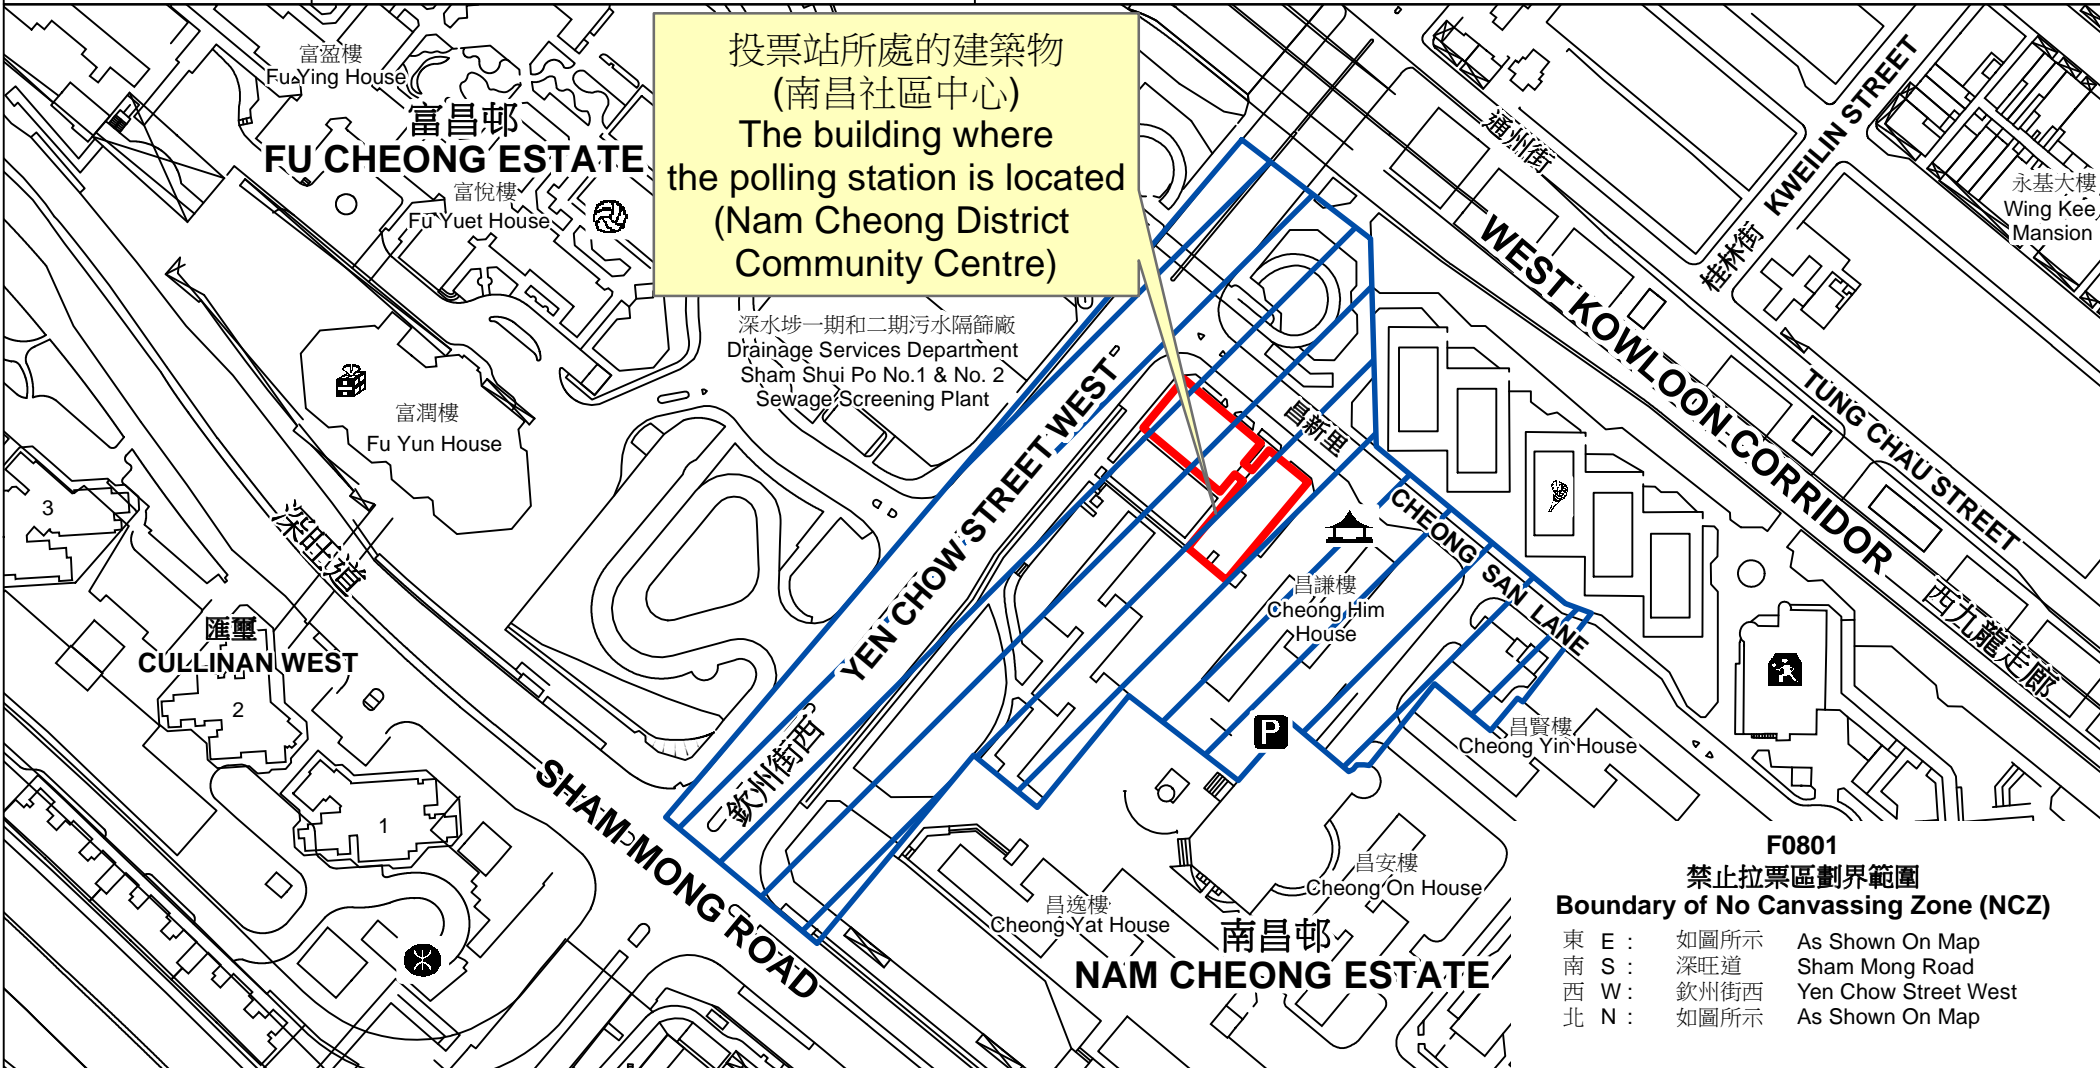 富盈樓
Fu Ying House
富昌邨
FU CHEONG ESTATE
富悅樓
Fu Yuet House
投票站所處的建築物
(南昌社區中心)
The building where
the polling station is located
(Nam Cheong District
Community Centre)
通州街
桂林街 KWEILIN STREET
永基大樓
Wing Kee
Mansion
WEST KOWLOON CORRIDOR
西九龍走廊
TUNG CHAU STREET
深水埗一期和二期污水隔篩廠
Drainage Services Department
Sham Shui Po No.1 & No. 2
Sewage Screening Plant
富潤樓
Fu Yun House
YEN CHOW STREET WEST
欽州街西
昌新里
CHEONG SAN LANE
昌謙樓
Cheong Him
House
3
深旺道
匯璽
CULLINAN WEST
2
1
SHAM MONG ROAD
P
昌賢樓
Cheong Yin House
昌安樓
Cheong On House
昌逸樓
Cheong Yat House
南昌邨
NAM CHEONG ESTATE
F0801
禁止拉票區劃界範圍
Boundary of No Canvassing Zone (NCZ)
東 E : 如圖所示 As Shown On Map
南 S : 深旺道 Sham Mong Road
西 W : 欽州街西 Yen Chow Street West
北 N : 如圖所示 As Shown On Map